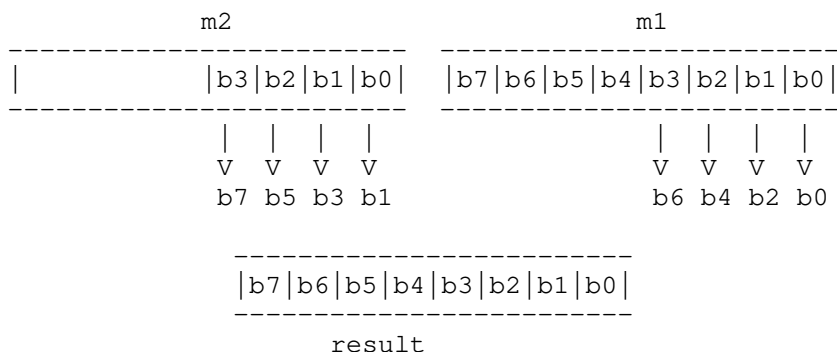 m2 m1
------------------------- -------------------------
| |b3|b2|b1|b0| |b7|b6|b5|b4|b3|b2|b1|b0|
------------------------- -------------------------
| | | | | | | |
V V V V V V V V
b7 b5 b3 b1 b6 b4 b2 b0
-------------------------
|b7|b6|b5|b4|b3|b2|b1|b0|
-------------------------
result